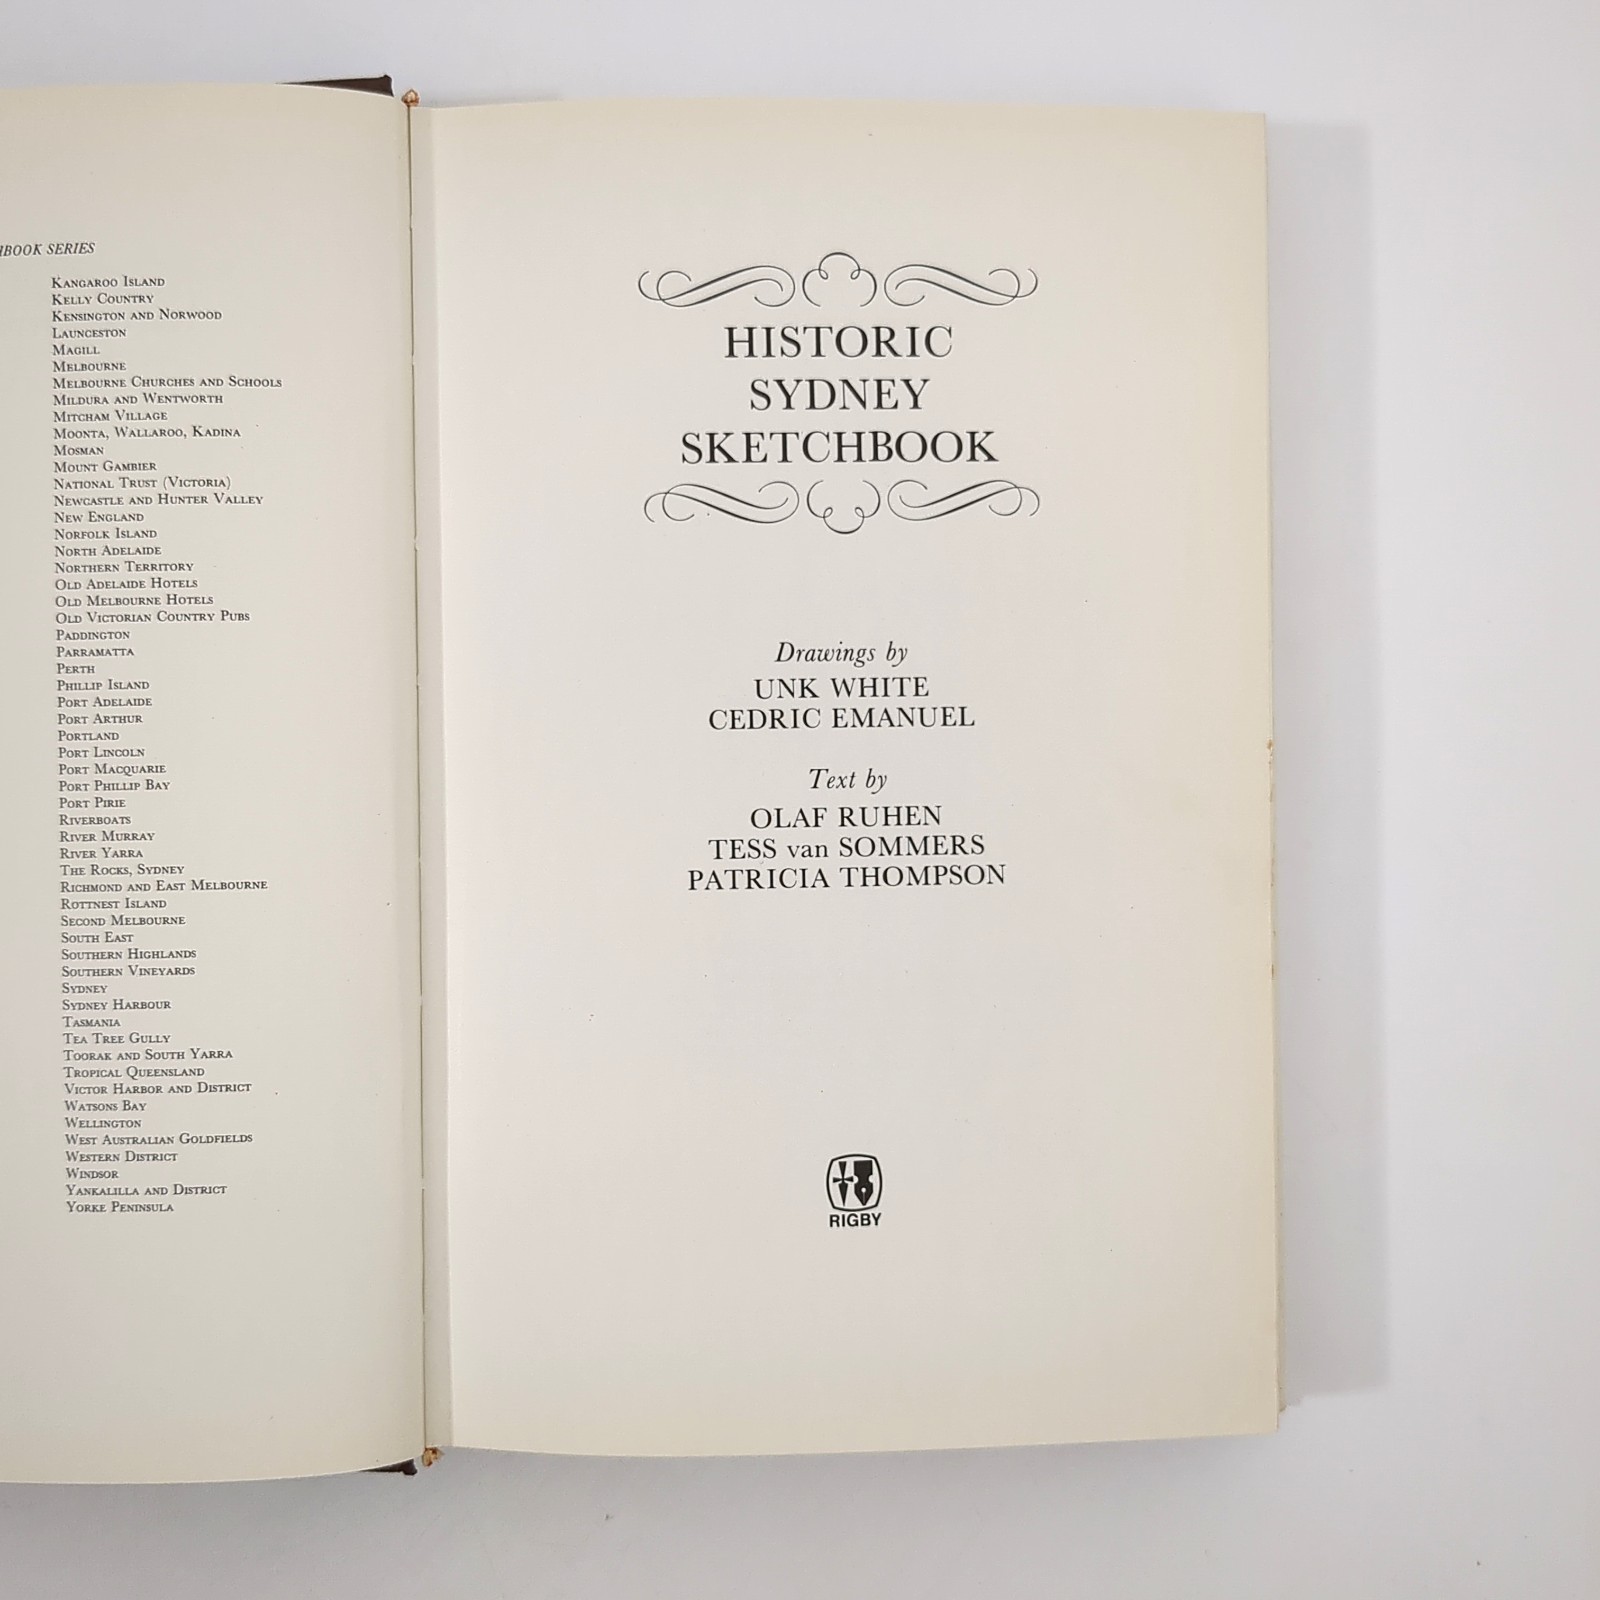 SERIES
Kangaroo Island
Kelly Country
Kensington and Norwood
Launceston
Magill
Melbourne
Melbourne Churches and Schools
Mildura and Wentworth
Mitcham Village
Moonta, Wallaroo, Kadina
Mosman
Mount Gambier
National Trust (Victoria)
Newcastle and Hunter Valley
New England
Norfolk Island
North Adelaide
Northern Territory
Old Adelaide Hotels
Old Melbourne Hotels
Old Victorian Country Pubs
Paddington
Parramatta
Perth
Phillip Island
Port Adelaide
Port Arthur
Portland
Port Lincoln
Port Macquarie
Port Phillip Bay
Port Pirie
Riverboats
River Murray
River Yarra
The Rocks, Sydney
Richmond and East Melbourne
Rottnest Island
Second Melbourne
South East
Southern Highlands
Southern Vineyards
Sydney
Sydney Harbour
Tasmania
Tea Tree Gully
Toorak and South Yarra
Tropical Queensland
Victor Harbor and District
Watsons Bay
Wellington
West Australian Goldfields
Western District
Windsor
Yankalilla and District
Yorke Peninsula
HISTORIC
SYDNEY
SKETCHBOOK
Drawings by
UNK WHITE
CEDRIC EMANUEL
Text by
OLAF RUHEN
TESS van SOMMERS
PATRICIA THOMPSON
RIGBY